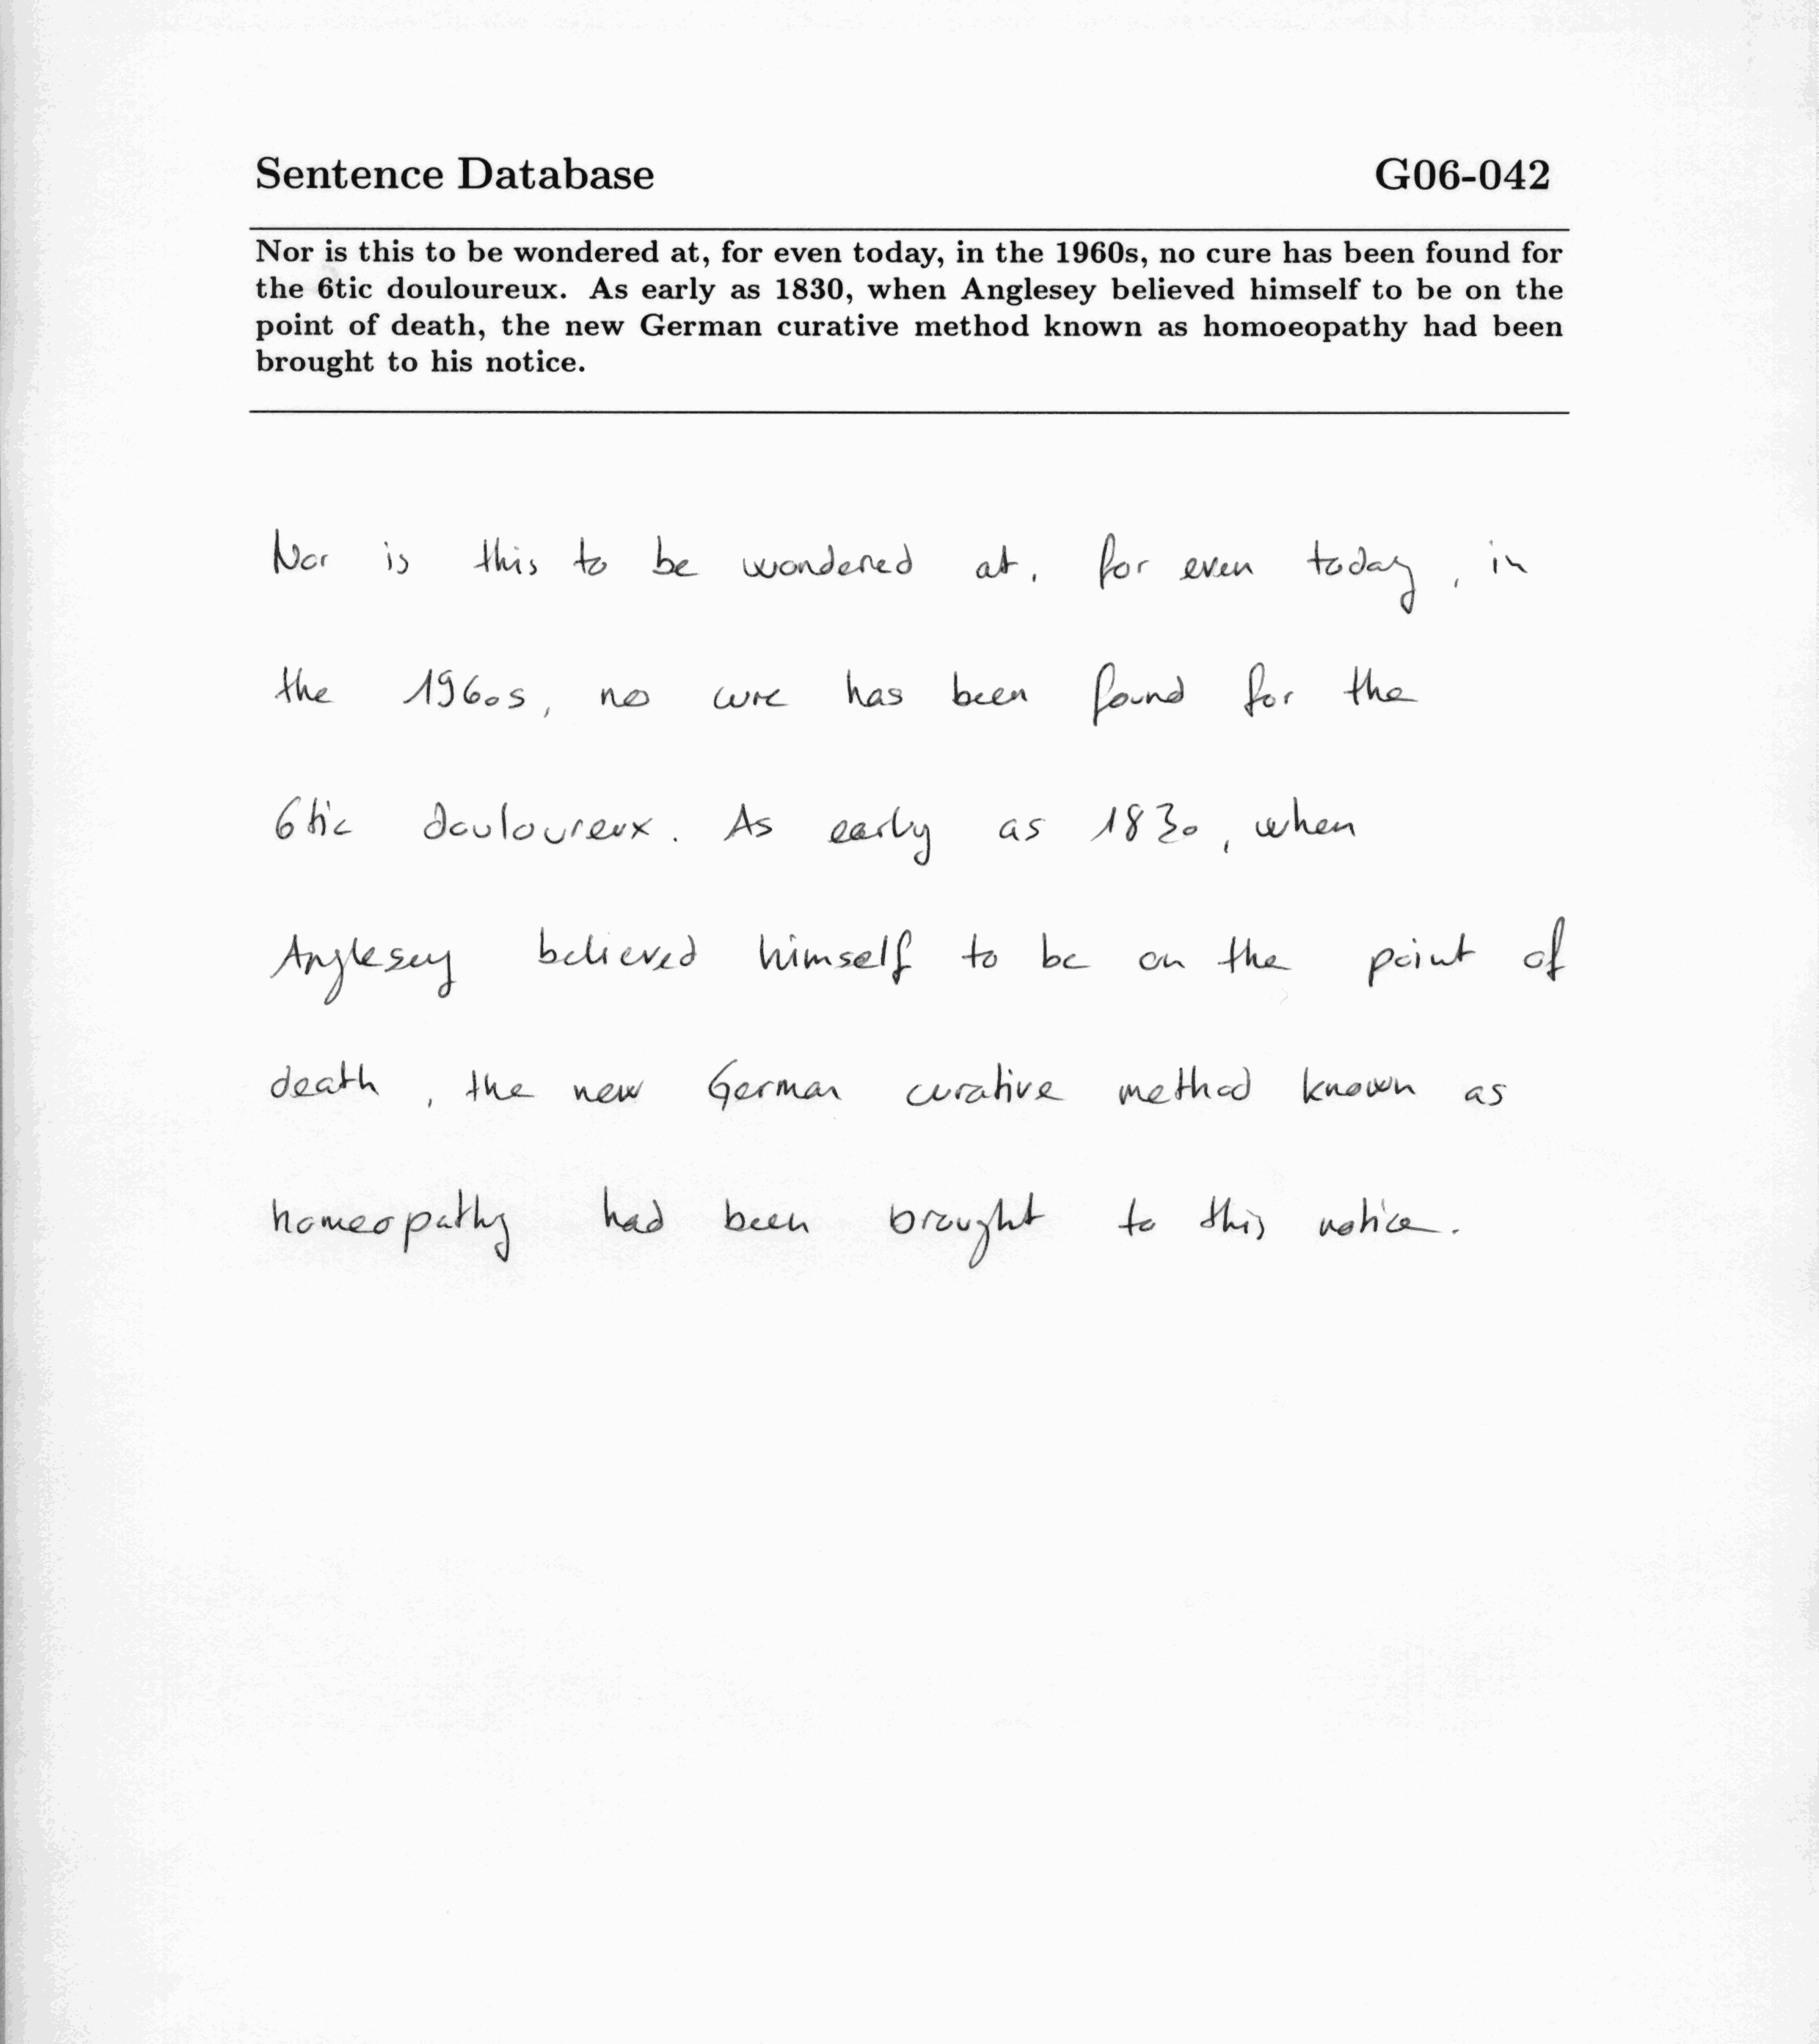 Sentence Database G06-042
Nor is this to be wondered at, for even today, in the 1960s, no cure has been found for
the 6tic douloureux. As early as 1830, when Anglesey believed himself to be on the
point of death, the new German curative method known as homoeopathy had been
brought to his notice.
Nor is this to be wondered at, for even today, in
the 1960s, no cure has been found for the
6tic douloureux. As early as 1830, when
Anglesey believed himself to be on the point of
death, the new German curative method known as
homeopathy had been brought to this notice.